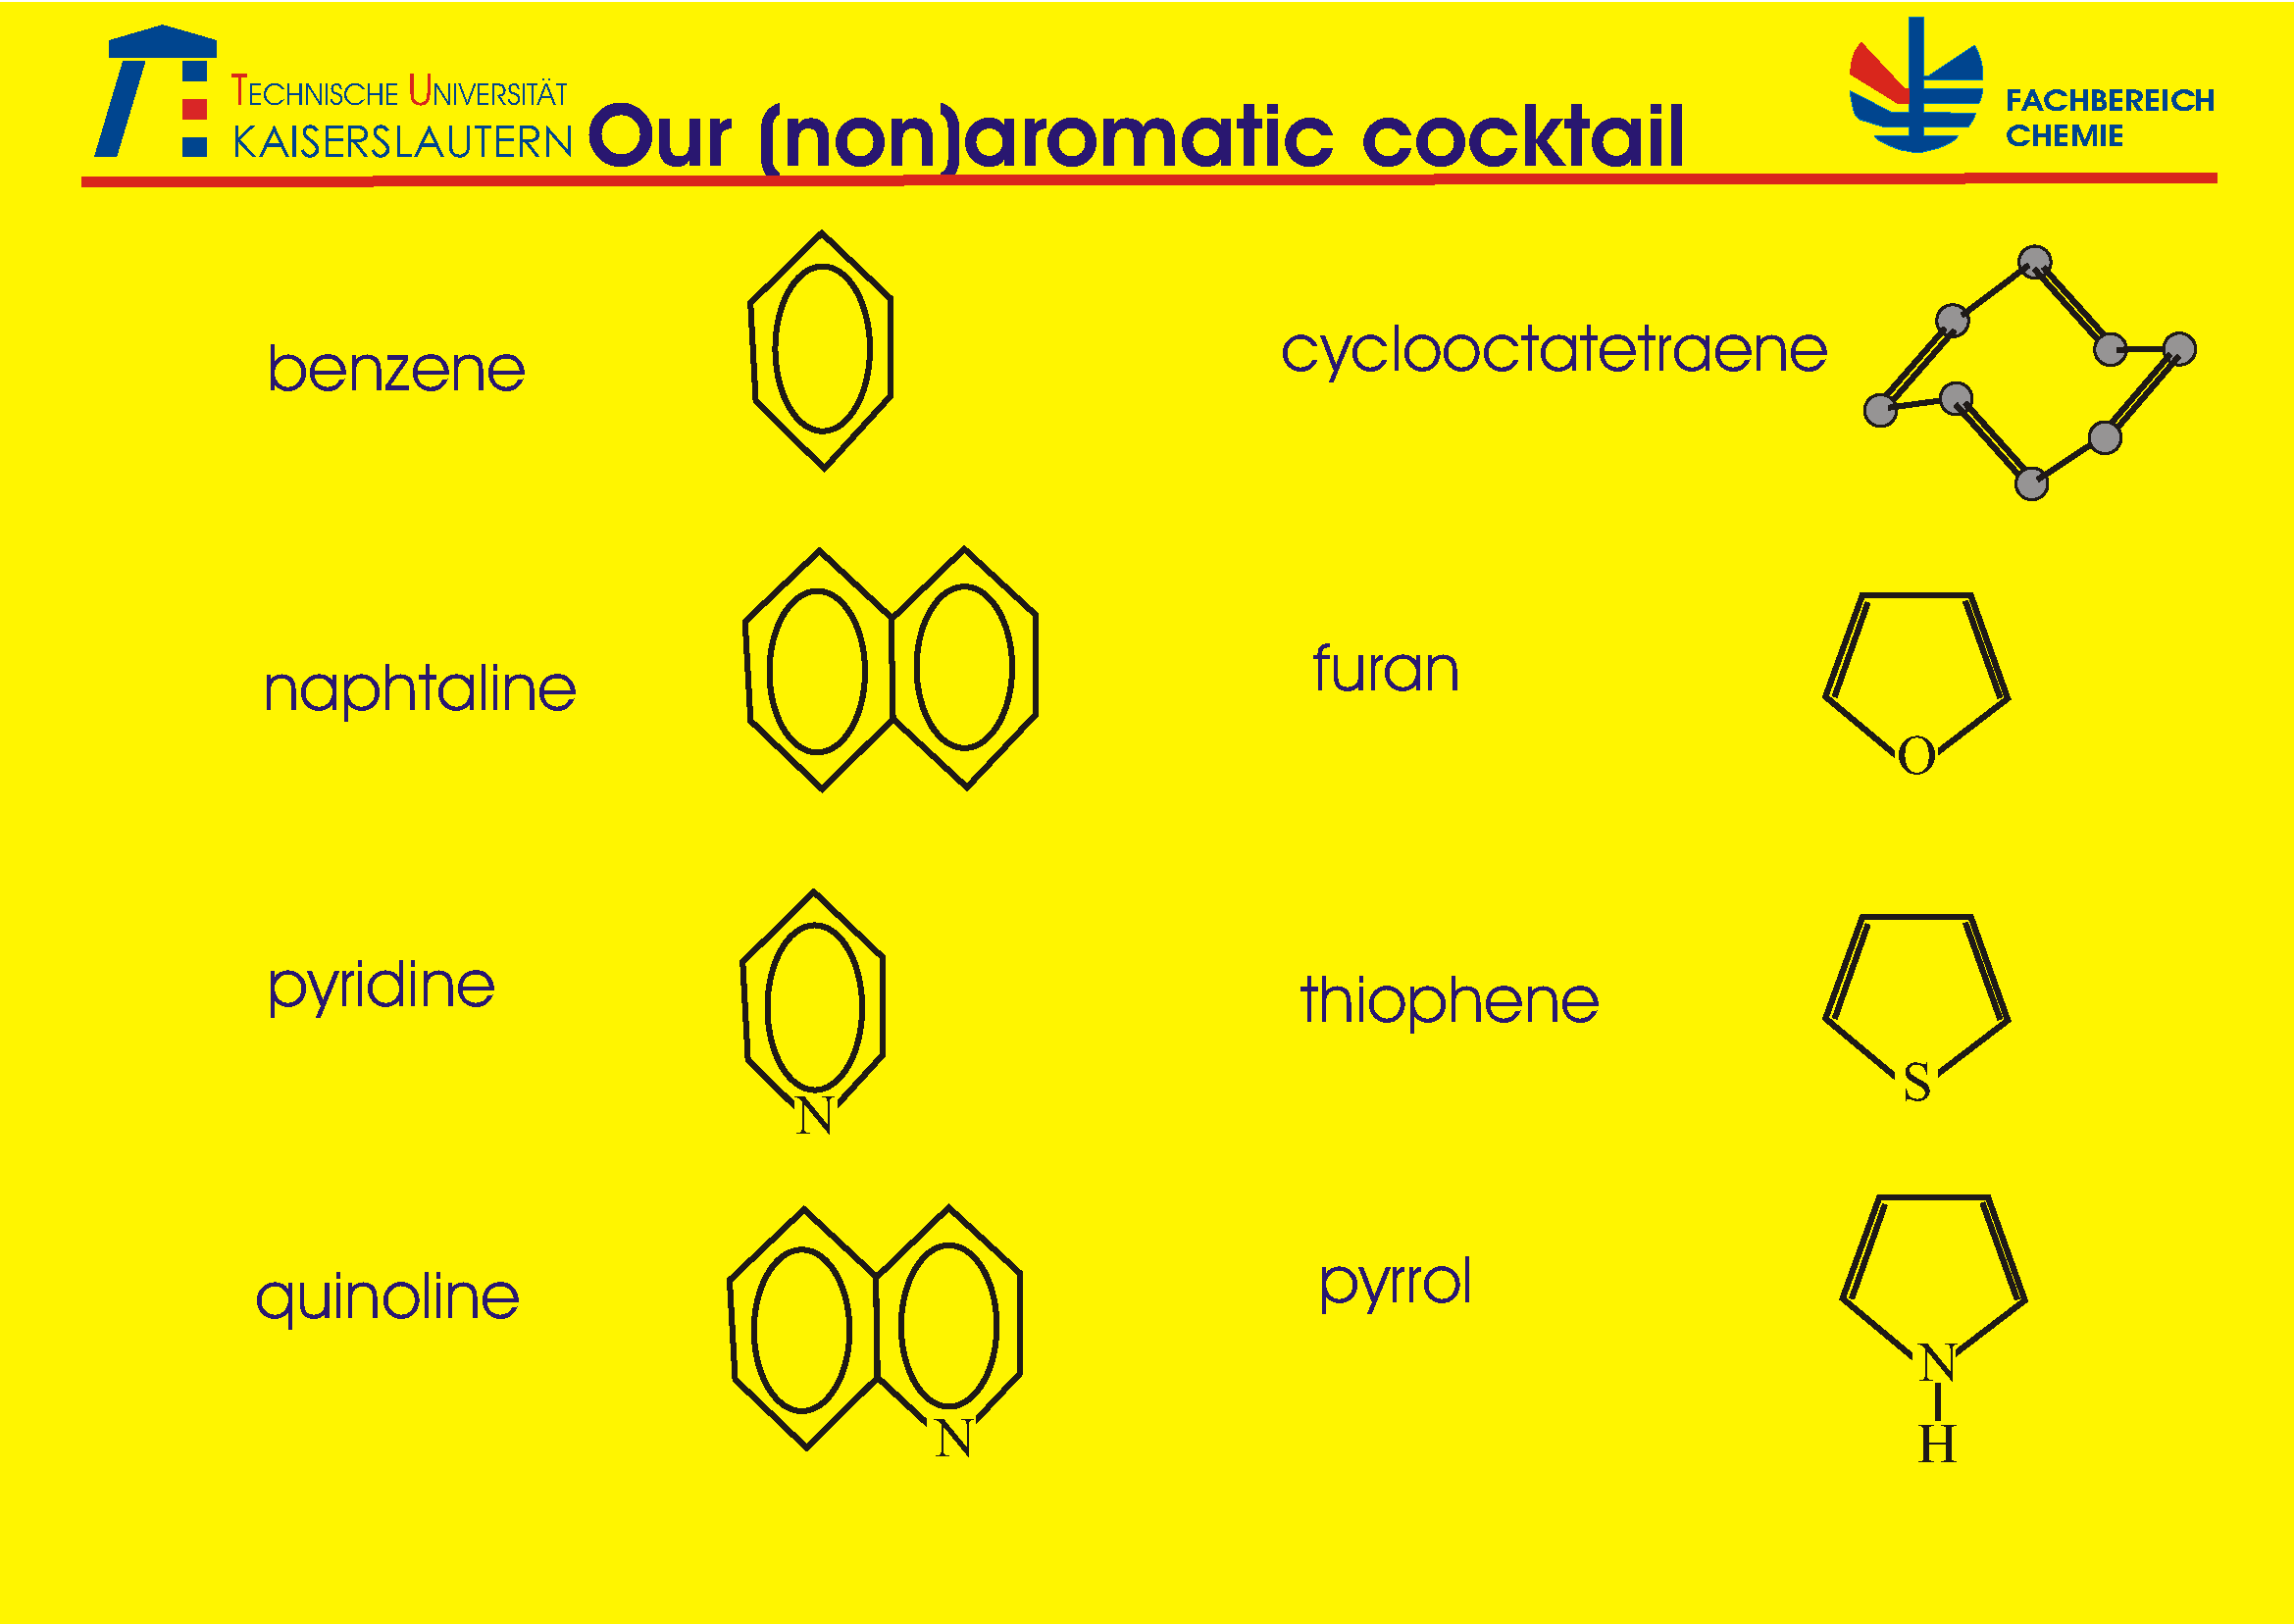 TECHNISCHE UNIVERSITÄT
KAISERSLAUTERN
Our (non)aromatic cocktail
FACHBEREICH
CHEMIE
benzene
cyclooctatetraene
naphtaline
furan
O
pyridine
N
thiophene
S
quinoline
N
pyrrol
N
H